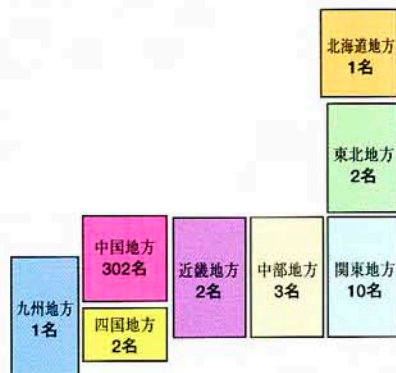 北海道地方
1名
東北地方
2名
中国地方
302名
近畿地方
2名
中部地方
3名
関東地方
10名
九州地方
1名
四国地方
2名